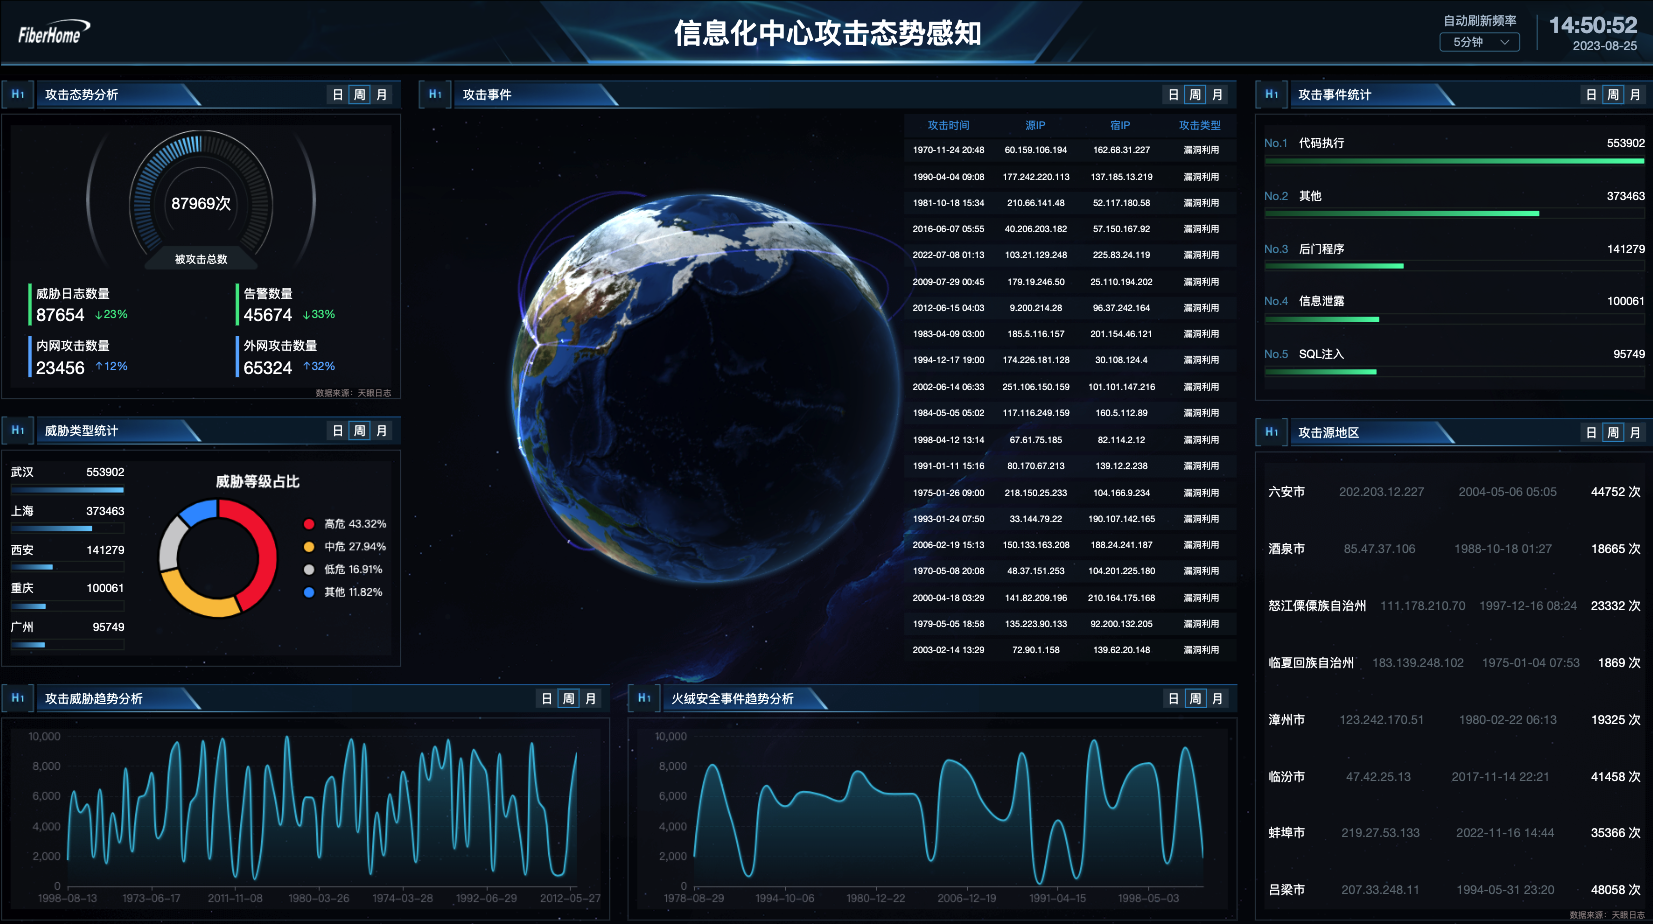 FiberHome
信息化中心攻击态势感知
自动刷新频率
5分钟
14:50:52
2023-08-25
H1 攻击态势分析 日 周 月
87969次
被攻击总数
威胁日志数量
87654 ↓23%
告警数量
45674 ↓33%
内网攻击数量
23456 ↑12%
外网攻击数量
65324 ↑32%
数据来源：天眼日志
H1 威胁类型统计 日 周 月
武汉 553902
上海 373463
西安 141279
重庆 100061
广州 95749
威胁等级占比
高危 43.32%
中危 27.94%
低危 16.91%
其他 11.82%
H1 攻击事件 日 周 月
攻击时间 源IP 宿IP 攻击类型
1970-11-24 20:48 60.159.106.194 162.68.31.227 漏洞利用
1990-04-04 09:08 177.242.220.113 137.185.13.219 漏洞利用
1981-10-18 15:34 210.66.141.48 52.117.180.58 漏洞利用
2016-06-07 05:55 40.206.203.182 57.150.167.92 漏洞利用
2022-07-08 01:13 103.21.129.248 225.83.24.119 漏洞利用
2009-07-29 00:45 179.19.246.50 25.110.194.202 漏洞利用
2012-06-15 04:03 9.200.214.28 96.37.242.164 漏洞利用
1983-04-09 03:00 185.5.116.157 201.154.46.121 漏洞利用
1994-12-17 19:00 174.226.181.128 30.108.124.4 漏洞利用
2002-06-14 06:33 251.106.150.159 101.101.147.216 漏洞利用
1984-05-05 05:02 117.116.249.159 160.5.112.89 漏洞利用
1998-04-12 13:14 67.61.75.185 82.114.2.12 漏洞利用
1991-01-11 15:16 80.170.67.213 139.12.2.238 漏洞利用
1975-01-26 09:00 218.150.25.233 104.166.9.234 漏洞利用
1993-01-24 07:50 33.144.79.22 190.107.142.165 漏洞利用
2006-02-19 15:13 150.133.163.208 188.24.241.187 漏洞利用
1970-05-08 20:08 48.37.151.253 104.201.225.180 漏洞利用
2000-04-18 03:29 141.82.209.196 210.164.175.168 漏洞利用
1979-05-05 18:58 135.223.90.133 92.200.132.205 漏洞利用
2003-02-14 13:29 72.90.1.158 139.62.20.148 漏洞利用
H1 攻击事件统计 日 周 月
No.1 代码执行 553902
No.2 其他 373463
No.3 后门程序 141279
No.4 信息泄露 100061
No.5 SQL注入 95749
H1 攻击源地区 日 周 月
六安市 202.203.12.227 2004-05-06 05:05 44752 次
酒泉市 85.47.37.106 1988-10-18 01:27 18665 次
怒江傈僳族自治州 111.178.210.70 1997-12-16 08:24 23332 次
临夏回族自治州 183.139.248.102 1975-01-04 07:53 1869 次
漳州市 123.242.170.51 1980-02-22 06:13 19325 次
临汾市 47.42.25.13 2017-11-14 22:21 41458 次
蚌埠市 219.27.53.133 2022-11-16 14:44 35366 次
吕梁市 207.33.248.11 1994-05-31 23:20 48058 次
数据来源：天眼日志
H1 攻击威胁趋势分析 日 周 月
10,000
8,000
6,000
4,000
2,000
0
1998-08-13 1973-06-17 2011-11-08 1980-03-26 1974-03-28 1992-06-29 2012-05-27
H1 火绒安全事件趋势分析 日 周 月
10,000
8,000
6,000
4,000
2,000
0
1978-08-29 1994-10-06 1980-12-22 2006-12-19 1991-04-15 1998-05-03